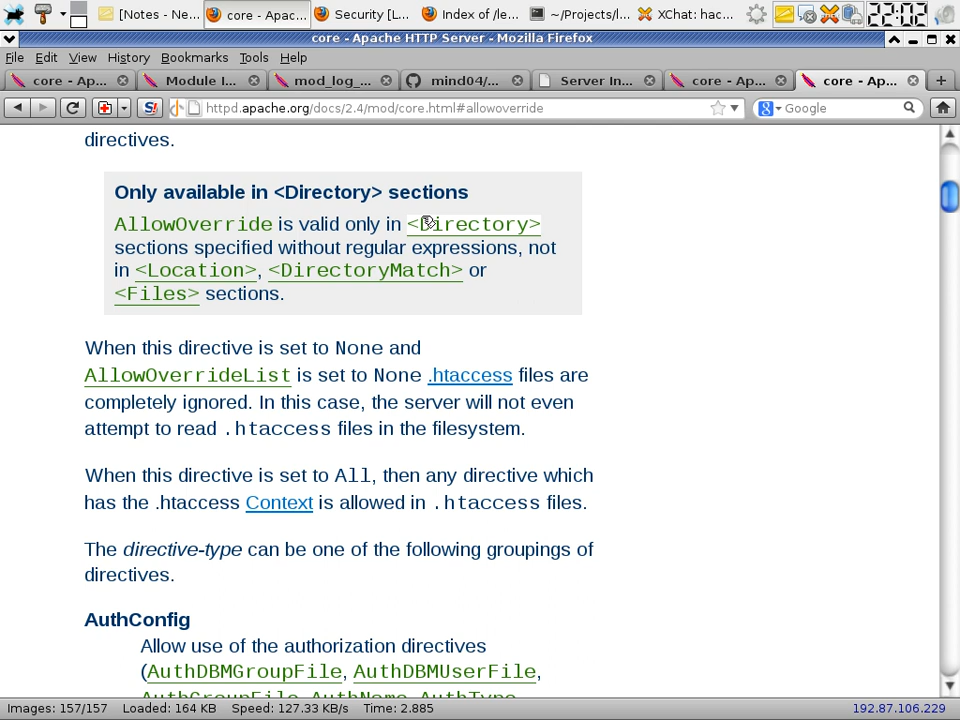 [Notes - Ne...
core - Apac...
Security [L...
Index of /le...
~/Projects/l...
XChat: hac...
22:02
core - Apache HTTP Server - Mozilla Firefox
File Edit View History Bookmarks Tools Help
core - Ap...
Module I...
mod_log_...
mind04/...
Server In...
core - Ap...
core - Ap...
httpd.apache.org/docs/2.4/mod/core.html#allowoverride
Google
directives.
Only available in <Directory> sections
AllowOverride is valid only in <Directory>
sections specified without regular expressions, not
in <Location>, <DirectoryMatch> or
<Files> sections.
When this directive is set to None and
AllowOverrideList is set to None .htaccess files are
completely ignored. In this case, the server will not even
attempt to read .htaccess files in the filesystem.
When this directive is set to All, then any directive which
has the .htaccess Context is allowed in .htaccess files.
The directive-type can be one of the following groupings of
directives.
AuthConfig
Allow use of the authorization directives
(AuthDBMGroupFile, AuthDBMUserFile,
AuthGroupFile, AuthName, AuthType,
Images: 157/157 Loaded: 164 KB Speed: 127.33 KB/s Time: 2.885
192.87.106.229